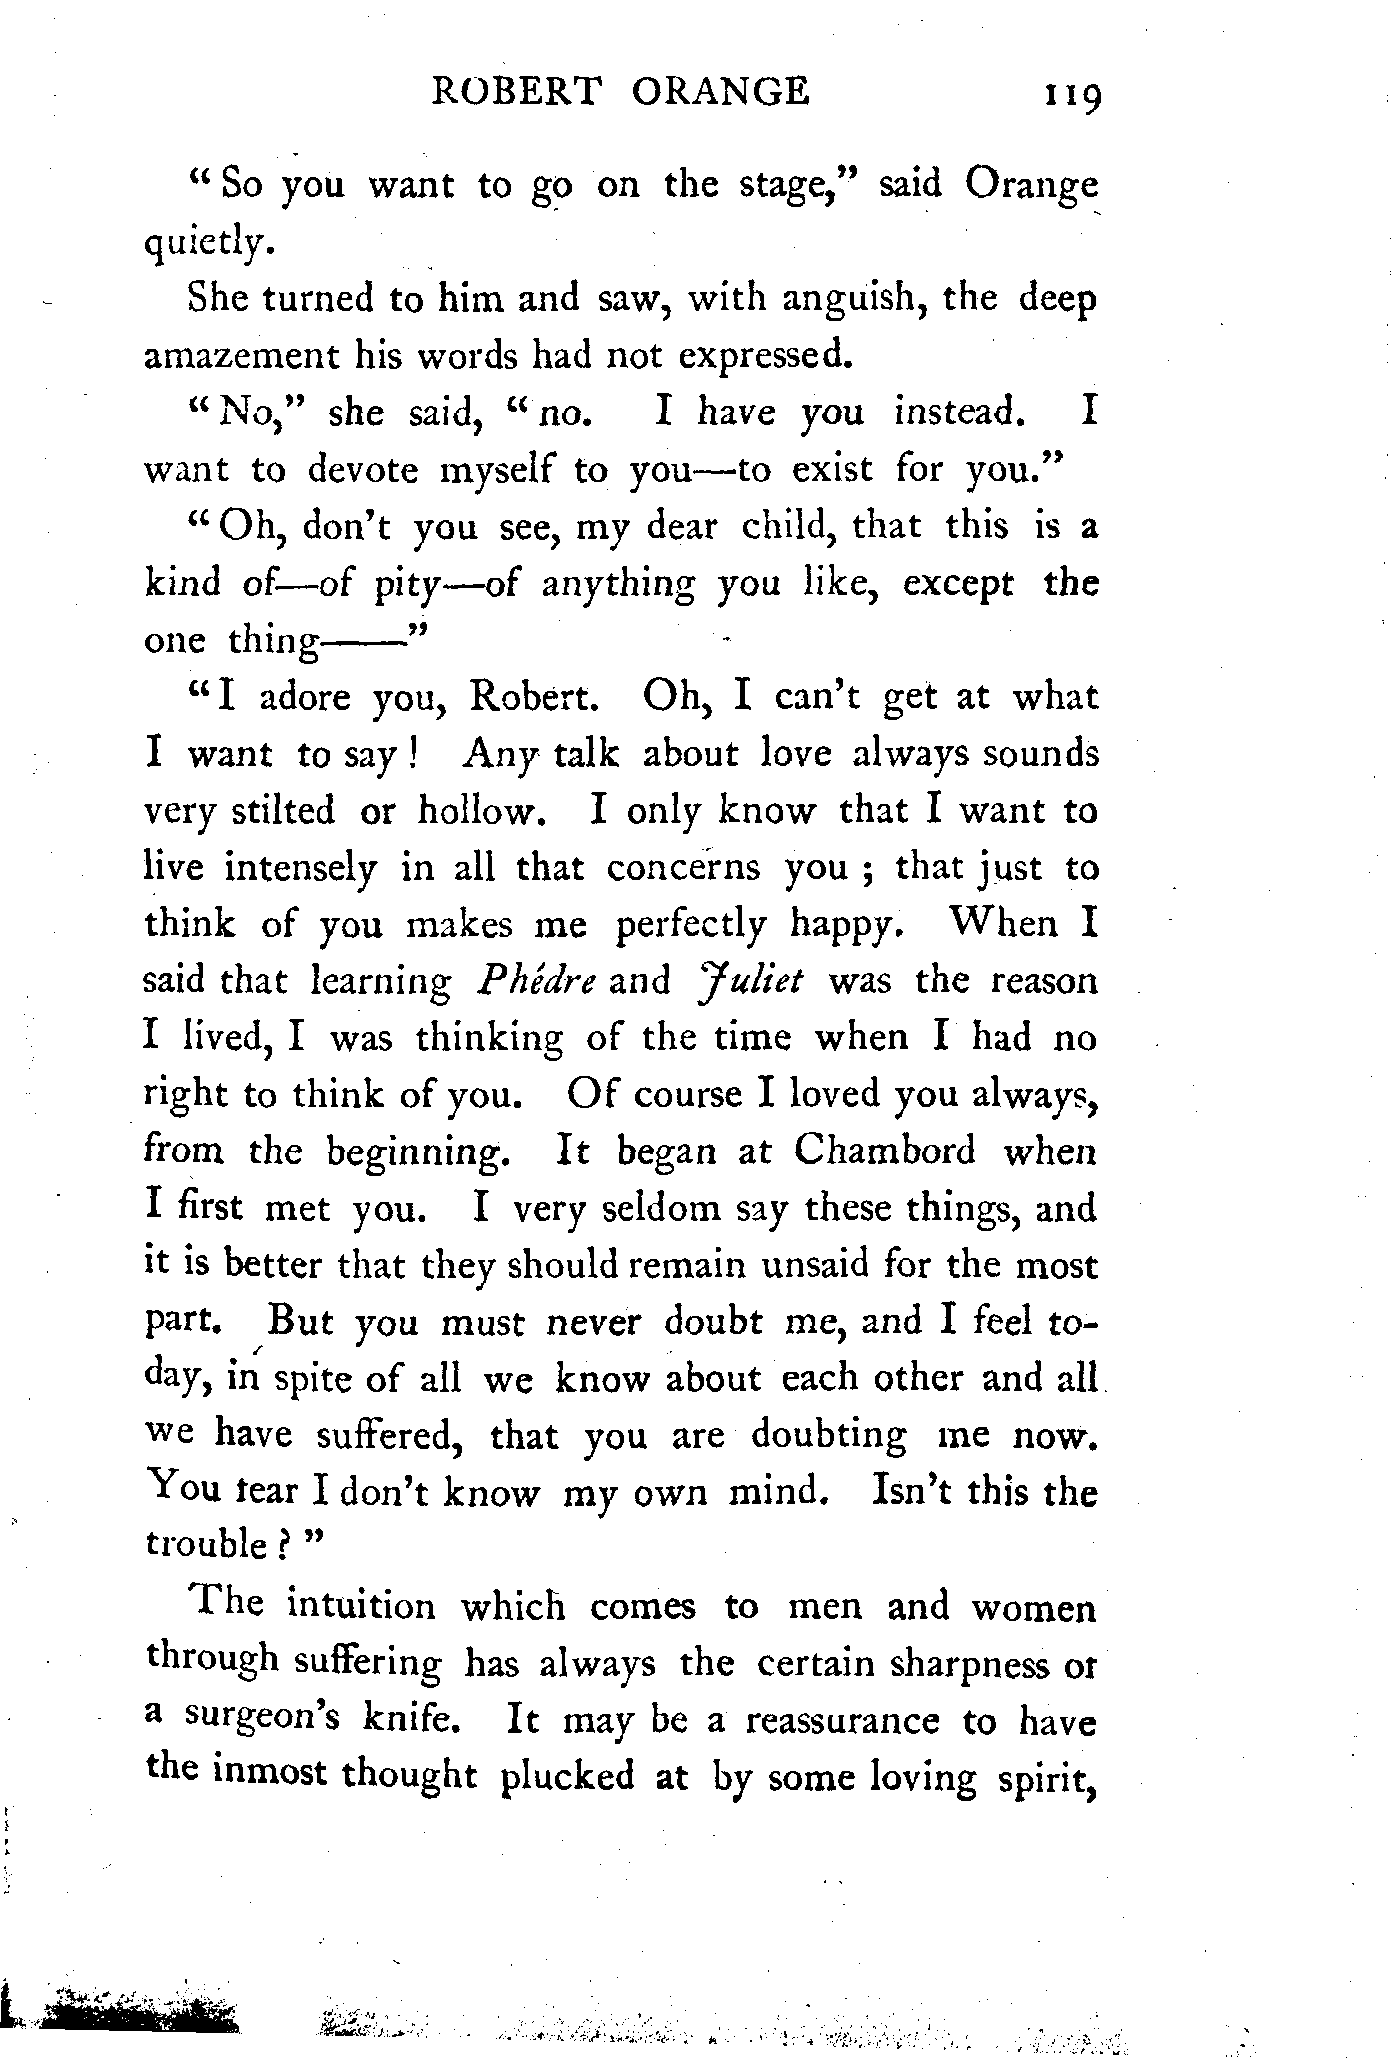 ROBERT ORANGE 119
“So you want to go on the stage,” said Orange
quietly.
She turned to him and saw, with anguish, the deep
amazement his words had not expressed.
“No,” she said, “no. I have you instead. I
want to devote myself to you—to exist for you.”
“Oh, don’t you see, my dear child, that this is a
kind of—of pity—of anything you like, except the
one thing——”
“I adore you, Robert. Oh, I can’t get at what
I want to say! Any talk about love always sounds
very stilted or hollow. I only know that I want to
live intensely in all that concerns you; that just to
think of you makes me perfectly happy. When I
said that learning Phédre and Juliet was the reason
I lived, I was thinking of the time when I had no
right to think of you. Of course I loved you always,
from the beginning. It began at Chambord when
I first met you. I very seldom say these things, and
it is better that they should remain unsaid for the most
part. But you must never doubt me, and I feel to-
day, in spite of all we know about each other and all
we have suffered, that you are doubting me now.
You fear I don’t know my own mind. Isn’t this the
trouble?”
The intuition which comes to men and women
through suffering has always the certain sharpness of
a surgeon’s knife. It may be a reassurance to have
the inmost thought plucked at by some loving spirit,